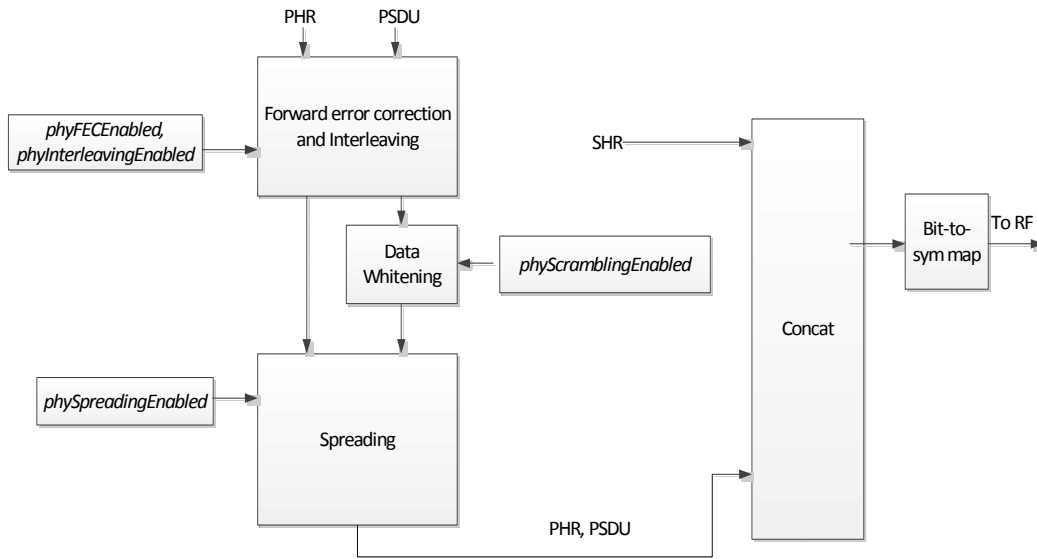 PHR
PSDU
Forward error correction
and Interleaving
phyFECEnabled,
phyInterleavingEnabled
SHR
Data
Whitening
phyScramblingEnabled
Bit-to-
sym map
To RF
Concat
phySpreadingEnabled
Spreading
PHR, PSDU